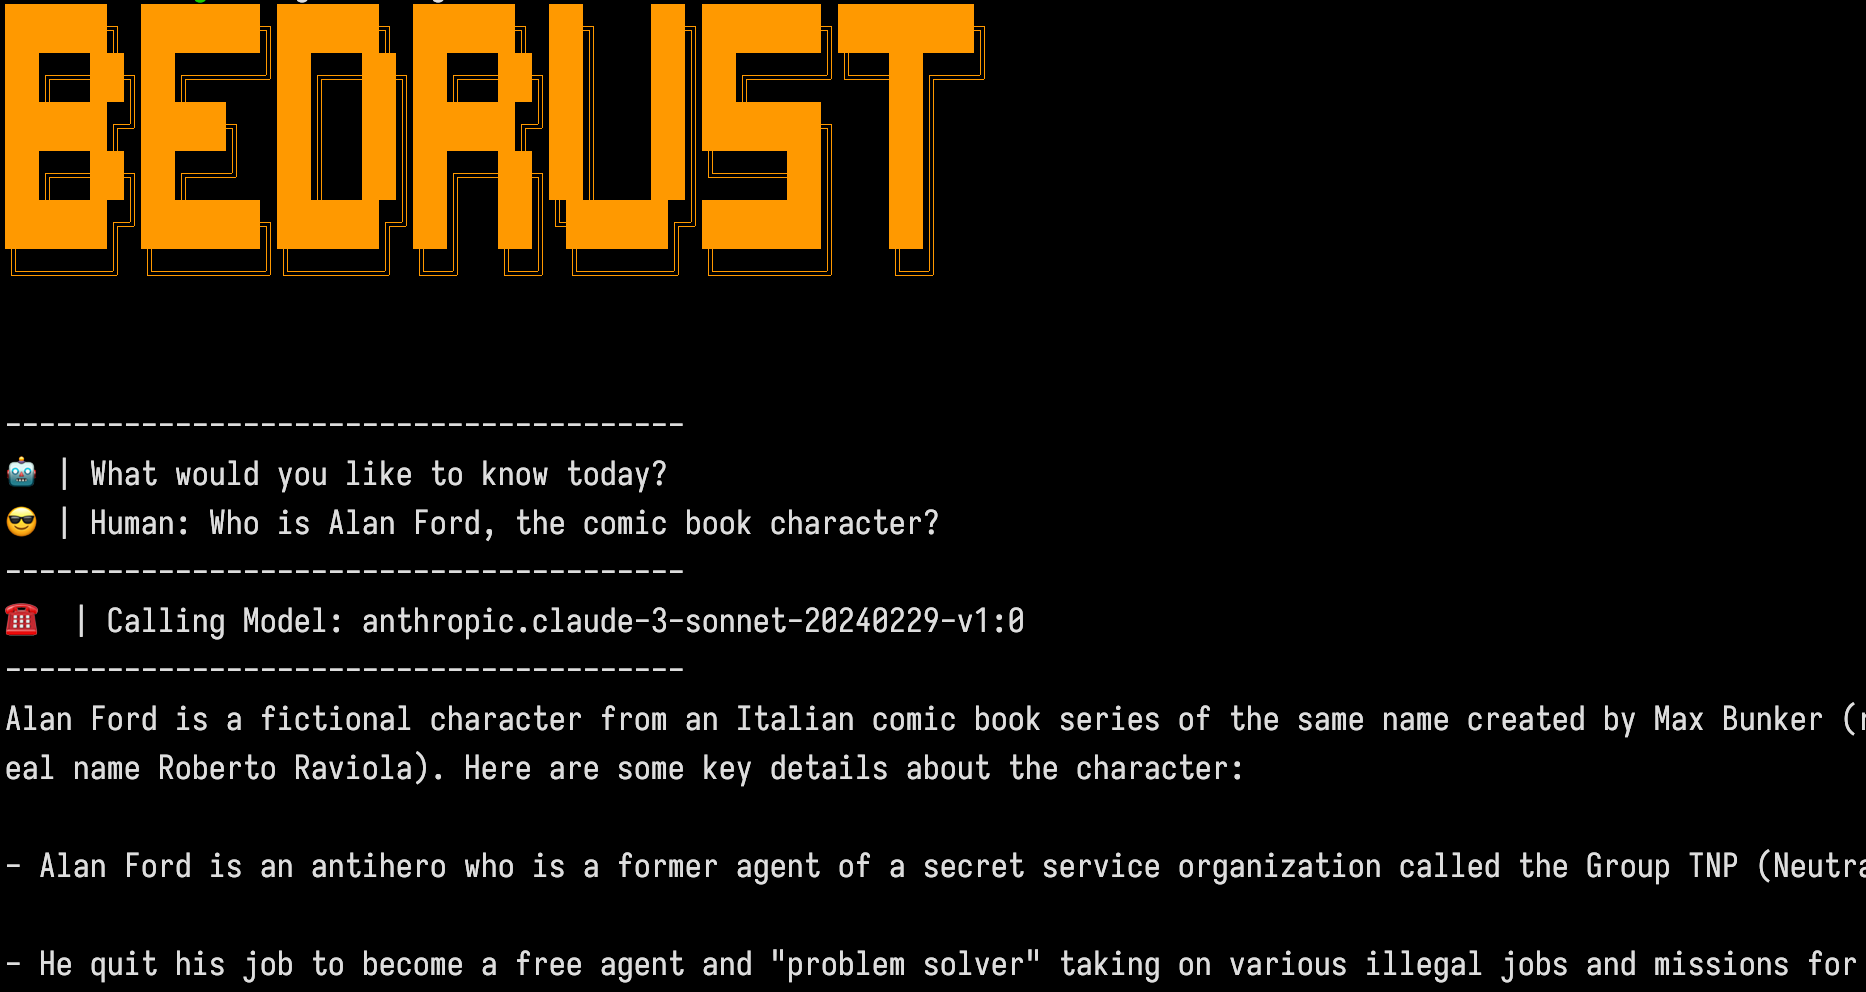 BEDRUST
----------------------------------------
🤖 | What would you like to know today?
😎 | Human: Who is Alan Ford, the comic book character?
----------------------------------------
☎️ | Calling Model: anthropic.claude-3-sonnet-20240229-v1:0
----------------------------------------
Alan Ford is a fictional character from an Italian comic book series of the same name created by Max Bunker (r
eal name Roberto Raviola). Here are some key details about the character:
- Alan Ford is an antihero who is a former agent of a secret service organization called the Group TNP (Neutra
- He quit his job to become a free agent and "problem solver" taking on various illegal jobs and missions for